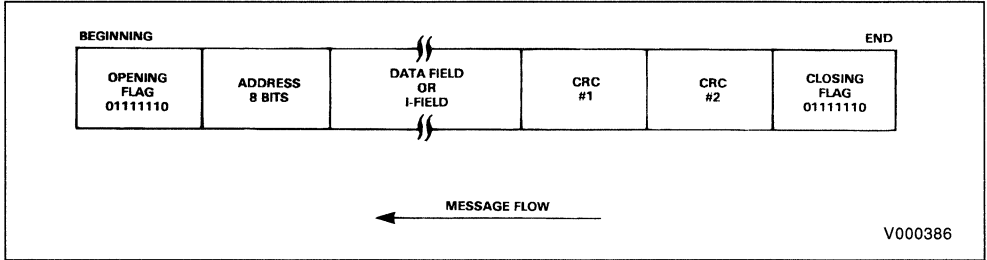 BEGINNING
END
OPENING
FLAG
01111110
ADDRESS
8 BITS
DATA FIELD
OR
I-FIELD
CRC
#1
CRC
#2
CLOSING
FLAG
01111110
MESSAGE FLOW
V000386